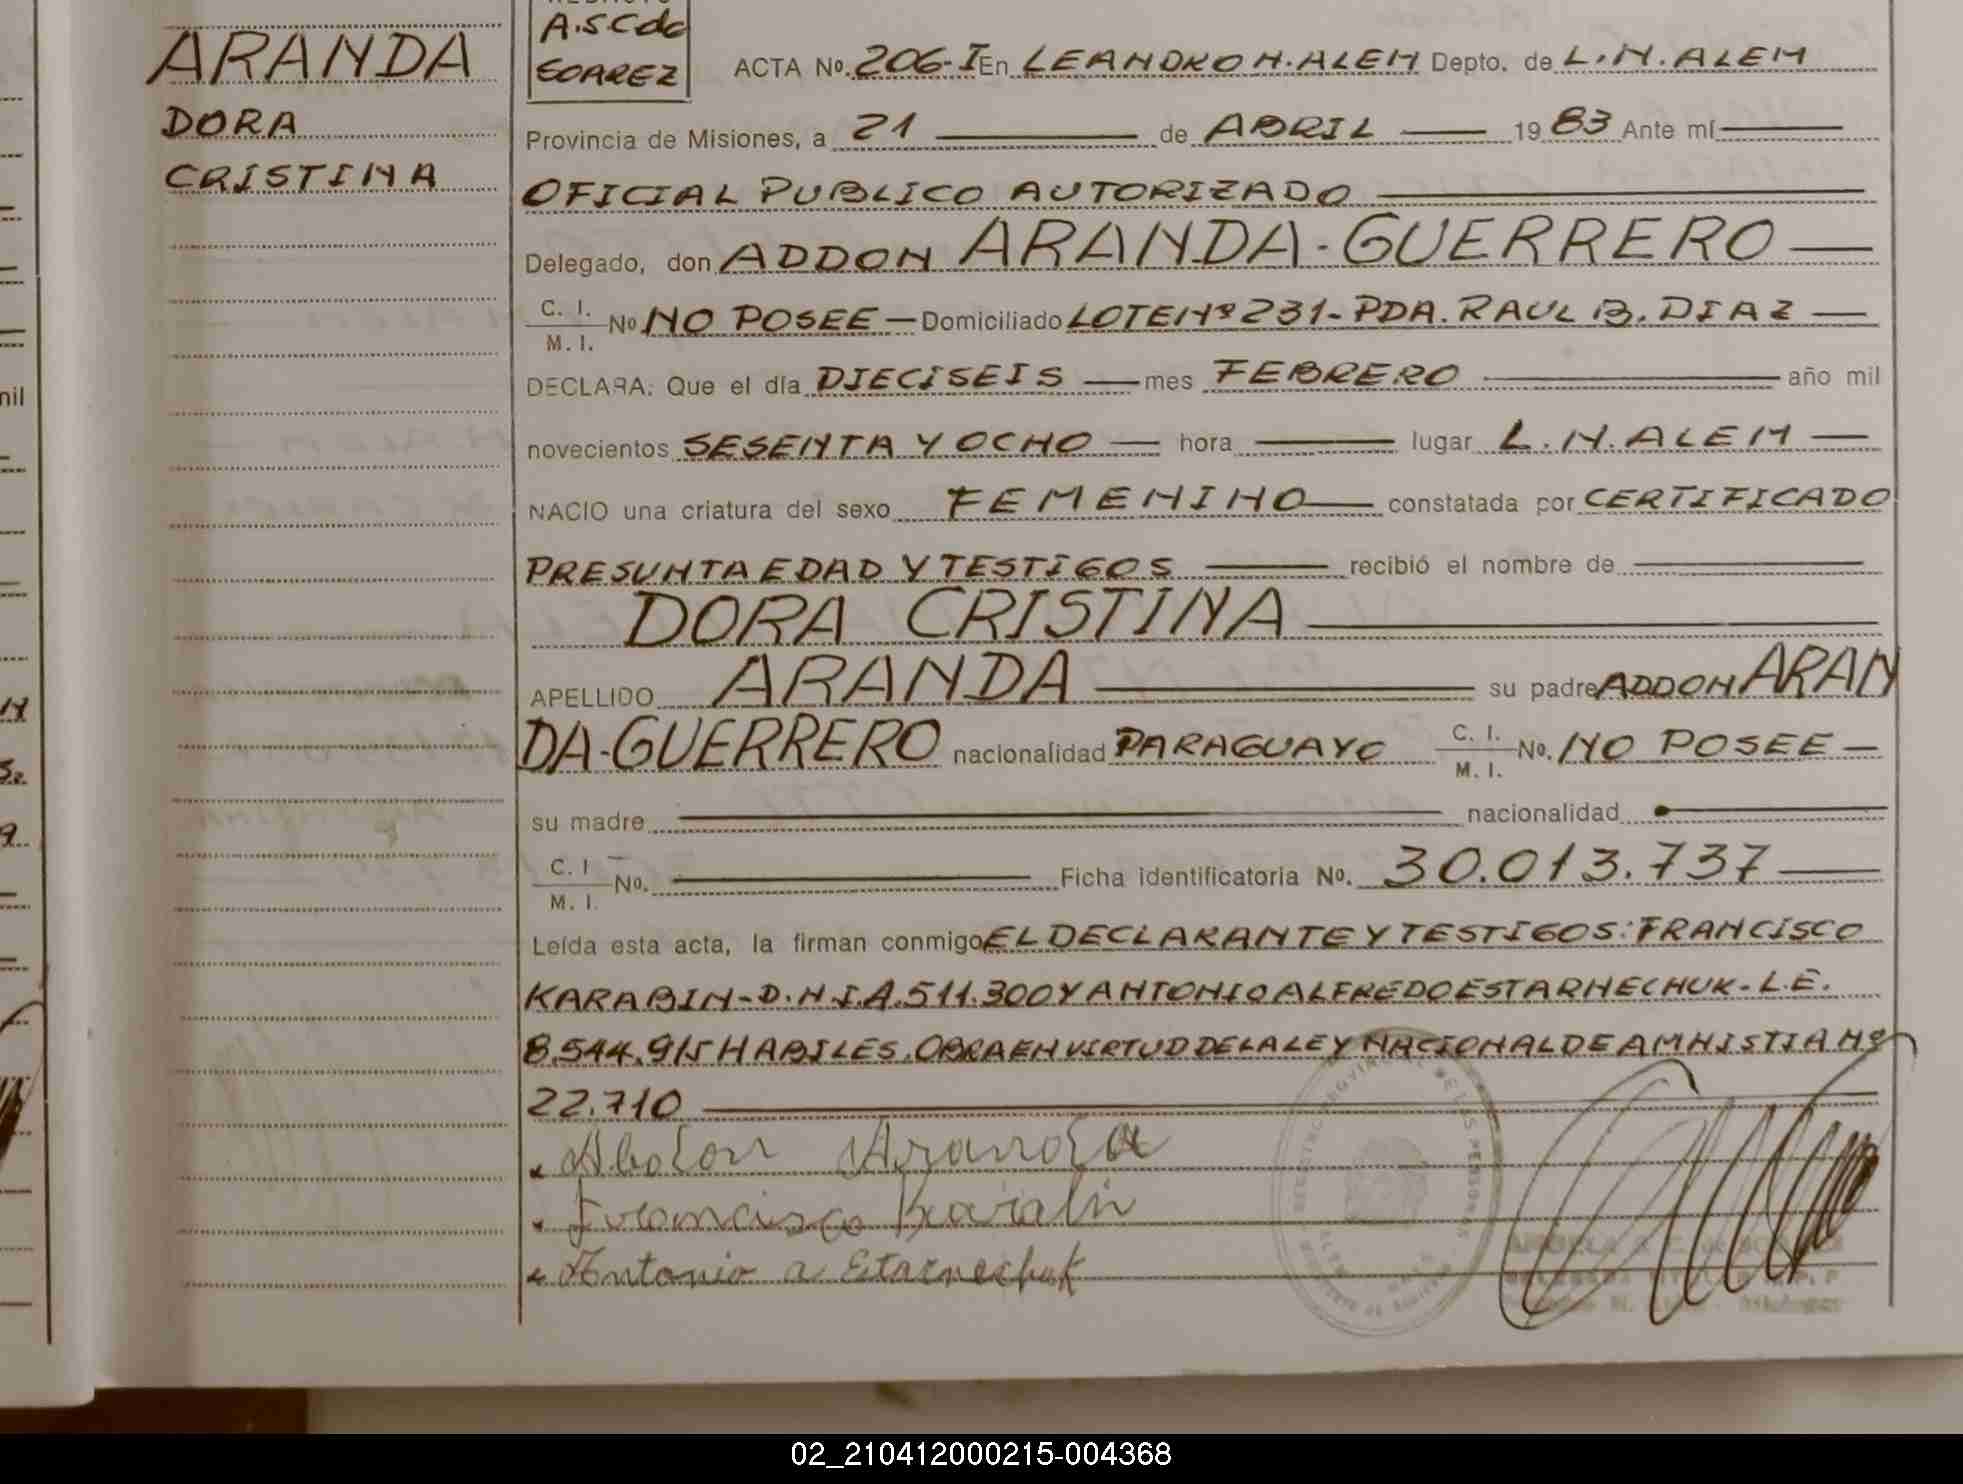 ARANDA
DORA
CRISTINA
A.S.C de
SOAREZ
ACTA Nº. 206-I En LEANDRO N. ALEM Depto. de L.N. ALEM
Provincia de Misiones, a 21 de ABRIL 19 83 Ante mí
OFICIAL PUBLICO AUTORIZADO
Delegado, don ADDON ARANDA-GUERRERO
C. I.
M. I. Nº NO POSEE Domiciliado LOTE Nº 231- PDA. RAUL B. DIAZ
DECLARA: Que el día DIECISEIS mes FEBRERO año mil
novecientos SESENTA Y OCHO hora lugar L.N. ALEM
NACIO una criatura del sexo FEMENINO constatada por CERTIFICADO
PRESUNTA EDAD Y TESTIGOS recibió el nombre de
DORA CRISTINA
APELLIDO ARANDA su padre ADDON ARAN
DA-GUERRERO nacionalidad PARAGUAYO C. I. M. I. Nº. NO POSEE
su madre nacionalidad
C. I M. I. Nº. Ficha identificatoria Nº. 30.013.737
Leída esta acta, la firman conmigo EL DECLARANTE Y TESTIGOS: FRANCISCO
KARABIN-D.N.I.A.511.300 Y ANTONIO ALFREDO ESTARNECHUK- L.E.
8.544.915 HABILES. OBRA EN VIRTUD DE LA LEY NACIONAL DE AMNISTIA Nº
22.710
Abdon Aranda
Francisco Karabin
Antonio a Etarnechuk
nil
02_210412000215-004368